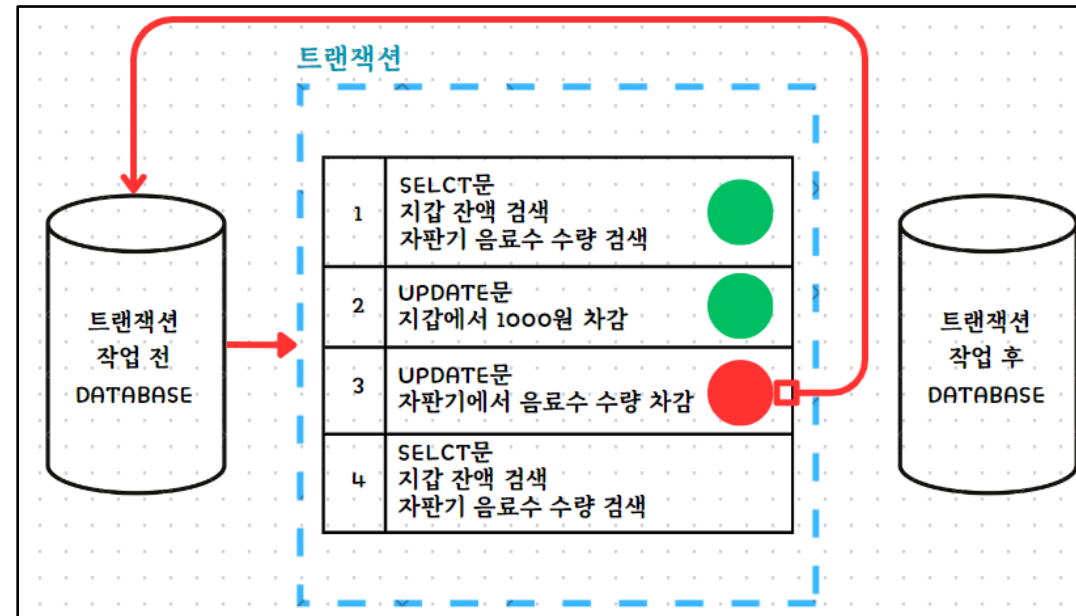 트랜잭션
트랜잭션
작업 전
DATABASE
1
SELCT문
지갑 잔액 검색
자판기 음료수 수량 검색
2
UPDATE문
지갑에서 1000원 차감
3
UPDATE문
자판기에서 음료수 수량 차감
4
SELCT문
지갑 잔액 검색
자판기 음료수 수량 검색
트랜잭션
작업 후
DATABASE